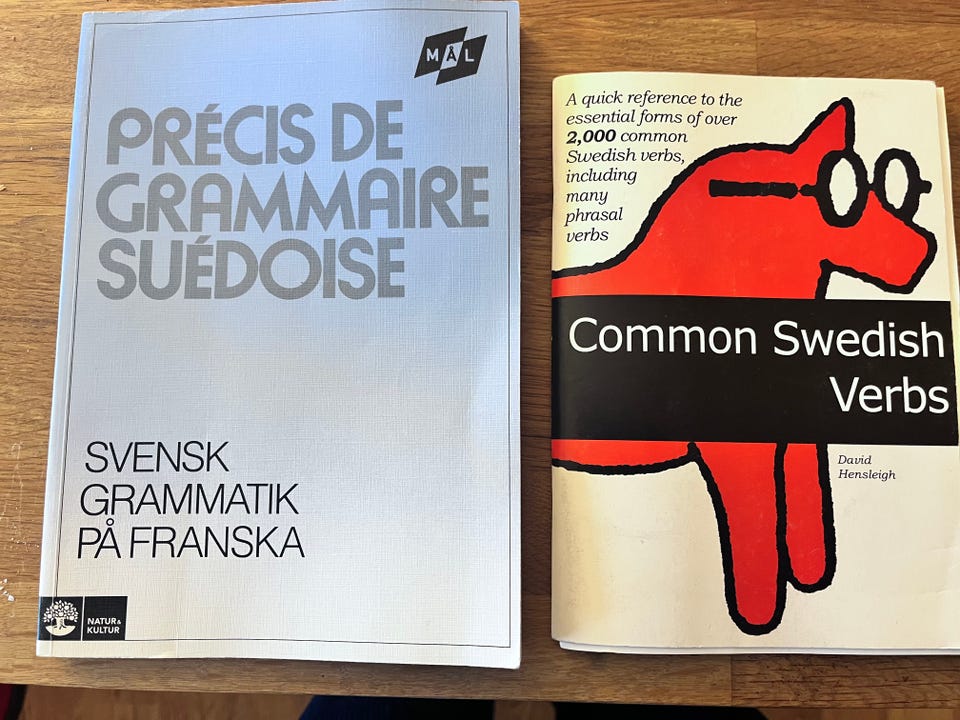 MÅL
PRÉCIS DE
GRAMMAIRE
SUÉDOISE
SVENSK
GRAMMATIK
PÅ FRANSKA
NATUR&
KULTUR
A quick reference to the
essential forms of over
2,000 common
Swedish verbs,
including
many
phrasal
verbs
Common Swedish
Verbs
David
Hensleigh